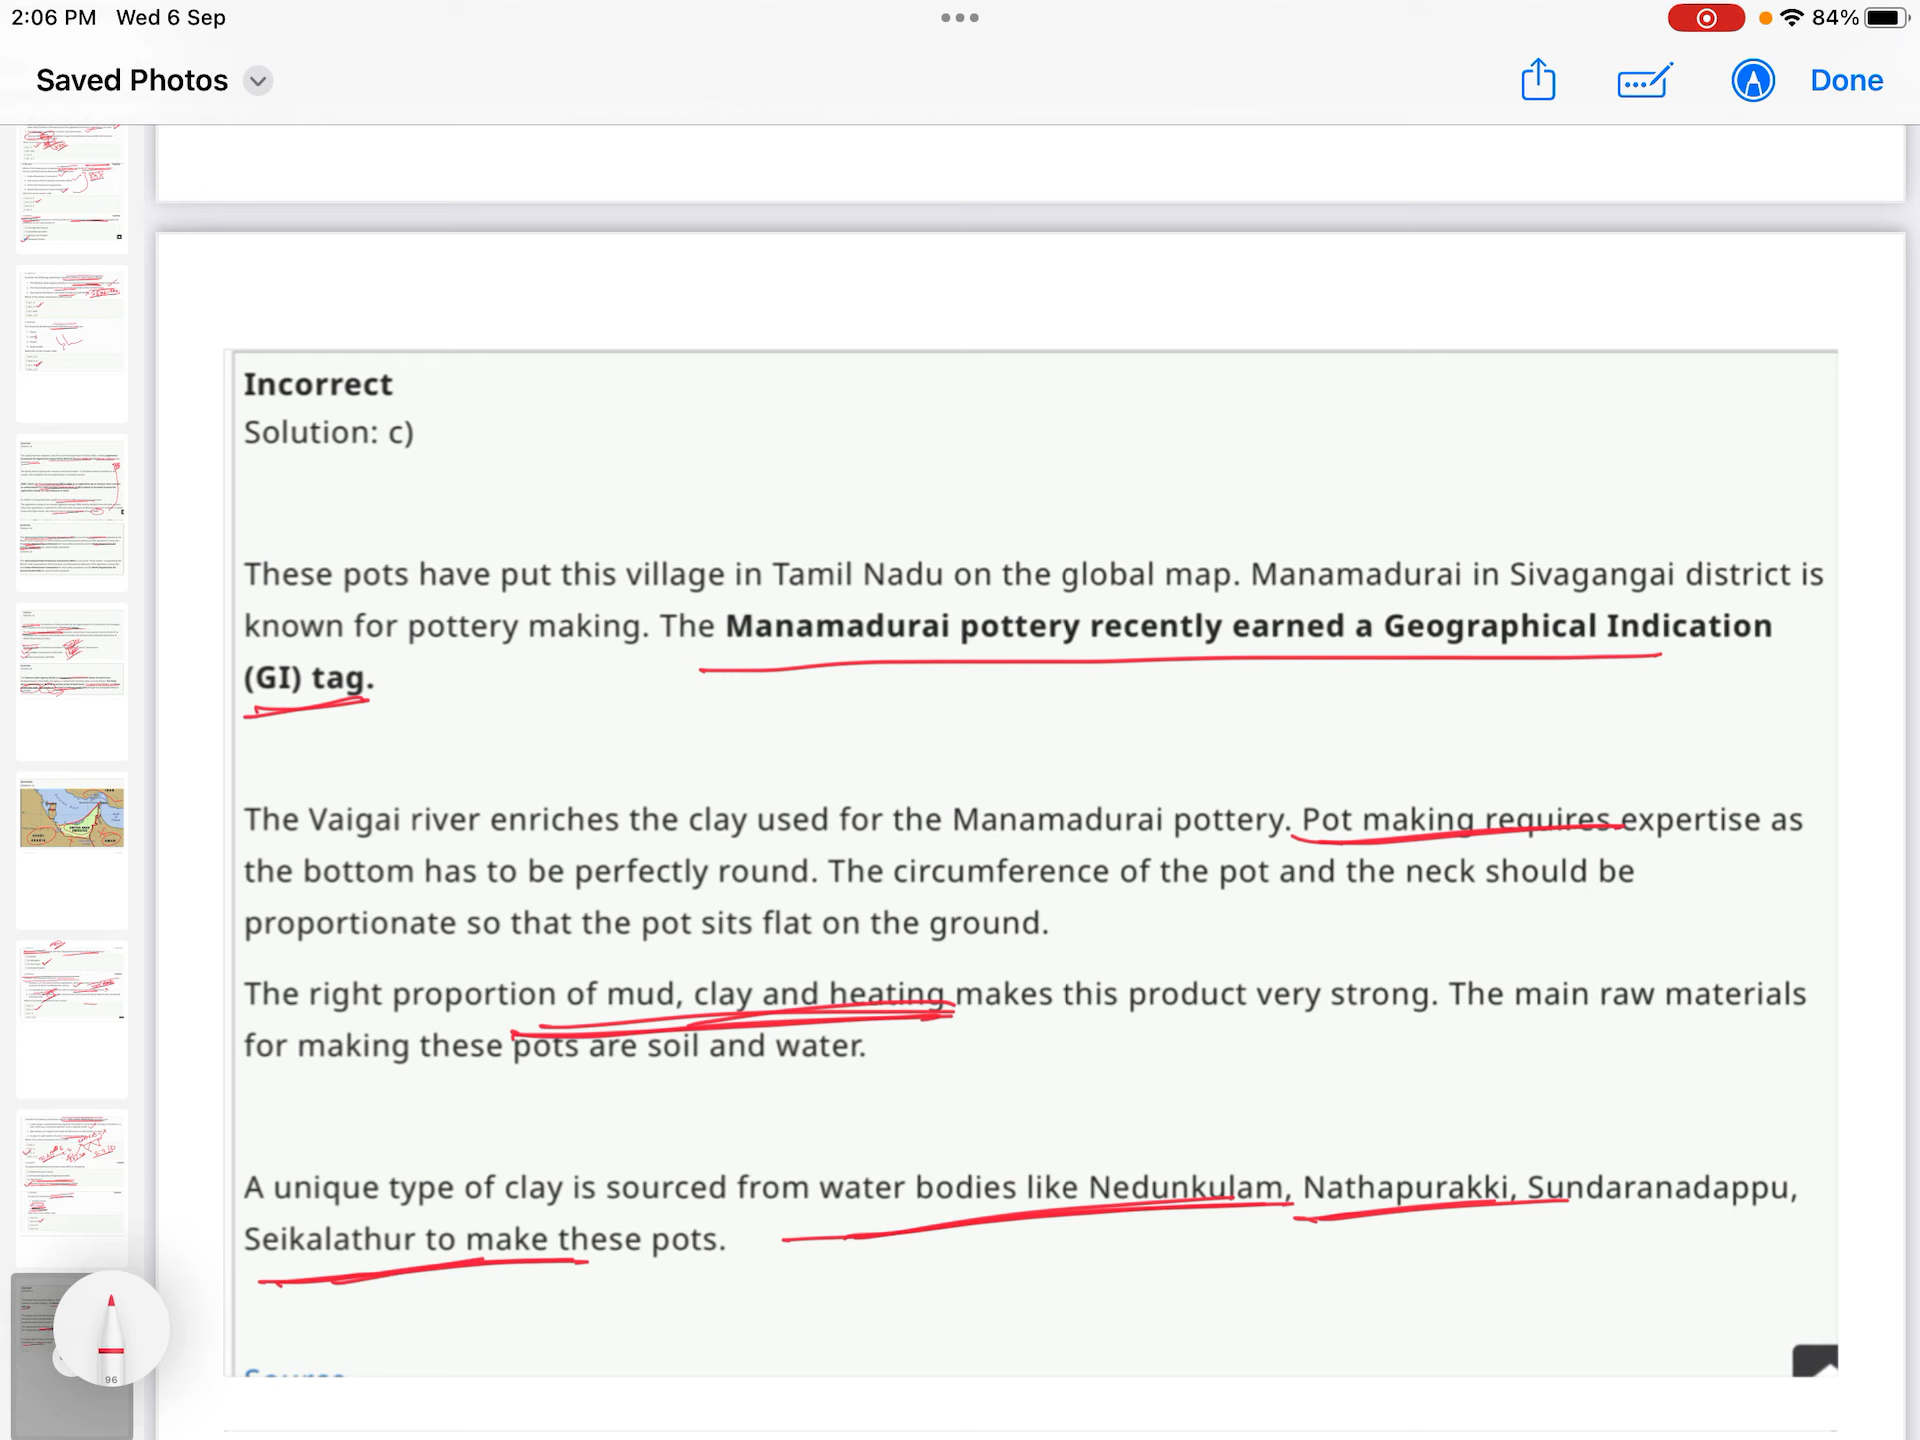 2:06 PM Wed 6 Sep
84%
Saved Photos
Done
Incorrect
Solution: c)
These pots have put this village in Tamil Nadu on the global map. Manamadurai in Sivagangai district is
known for pottery making. The Manamadurai pottery recently earned a Geographical Indication
(GI) tag.
The Vaigai river enriches the clay used for the Manamadurai pottery. Pot making requires expertise as
the bottom has to be perfectly round. The circumference of the pot and the neck should be
proportionate so that the pot sits flat on the ground.
The right proportion of mud, clay and heating makes this product very strong. The main raw materials
for making these pots are soil and water.
A unique type of clay is sourced from water bodies like Nedunkulam, Nathapurakki, Sundaranadappu,
Seikalathur to make these pots.
96